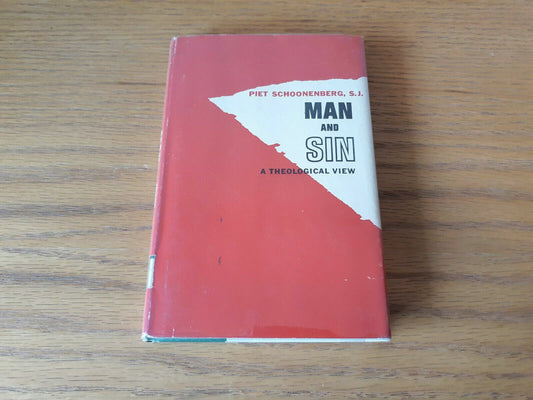 PIET SCHOONENBERG, S.J.
MAN
AND
SIN
A THEOLOGICAL VIEW